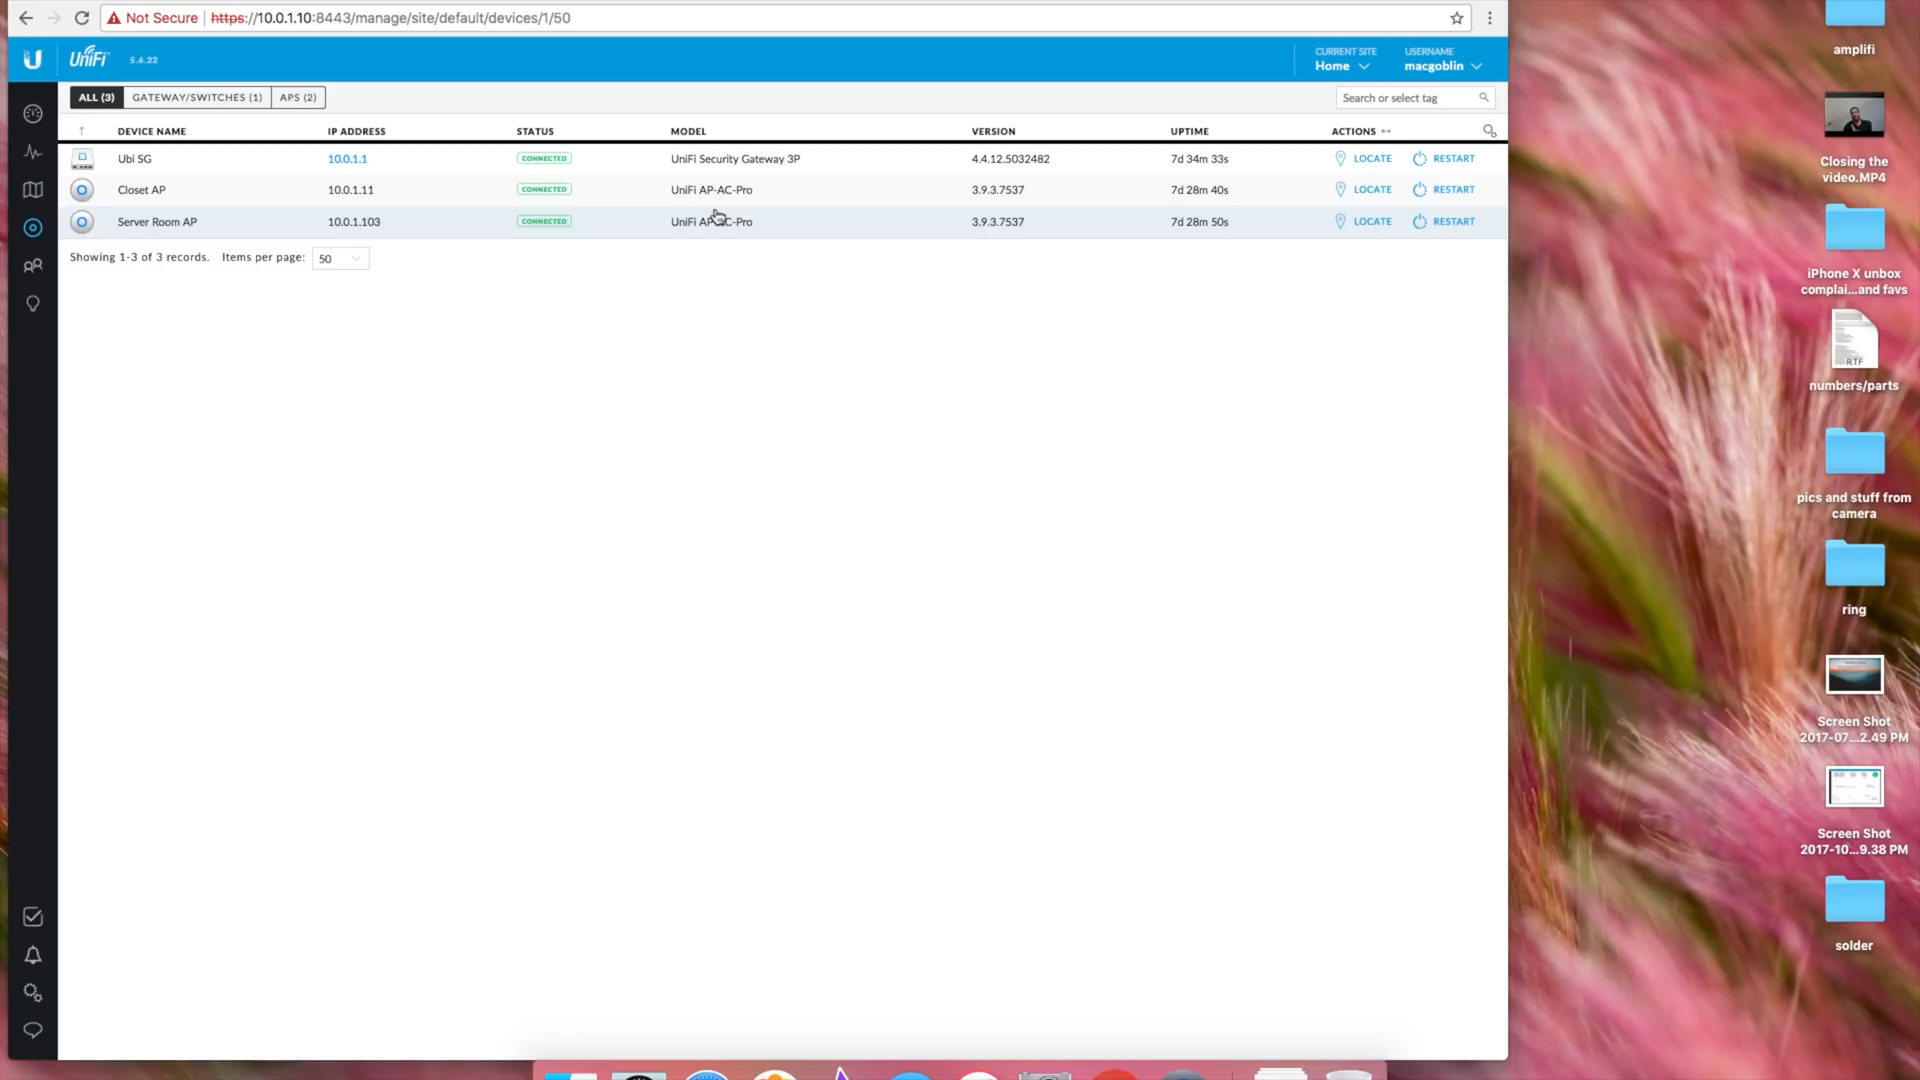 Not Secure | https://10.0.1.10:8443/manage/site/default/devices/1/50
UniFi 5.6.22
CURRENT SITE
Home
USERNAME
macgoblin
ALL (3) GATEWAY/SWITCHES (1) APS (2)
Search or select tag
DEVICE NAME IP ADDRESS STATUS MODEL VERSION UPTIME ACTIONS
Ubi SG 10.0.1.1 CONNECTED UniFi Security Gateway 3P 4.4.12.5032482 7d 34m 33s LOCATE RESTART
Closet AP 10.0.1.11 CONNECTED UniFi AP-AC-Pro 3.9.3.7537 7d 28m 40s LOCATE RESTART
Server Room AP 10.0.1.103 CONNECTED UniFi AP-AC-Pro 3.9.3.7537 7d 28m 50s LOCATE RESTART
Showing 1-3 of 3 records. Items per page: 50
amplifi
Closing the
video.MP4
iPhone X unbox
complai...and favs
RTF
numbers/parts
pics and stuff from
camera
ring
Screen Shot
2017-07...2.49 PM
Screen Shot
2017-10...9.38 PM
solder